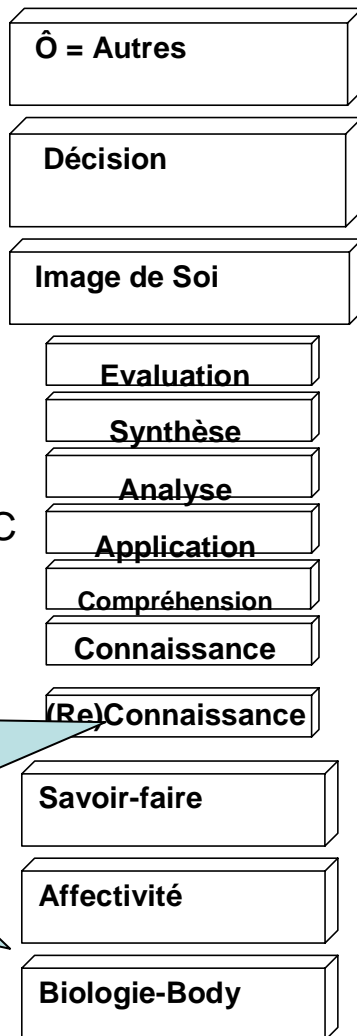 Ô = Autres
Décision
Image de Soi
Evaluation
Synthèse
Analyse
C
Application
Compréhension
Connaissance
(Re)Connaissance
Savoir-faire
Affectivité
Biologie-Body